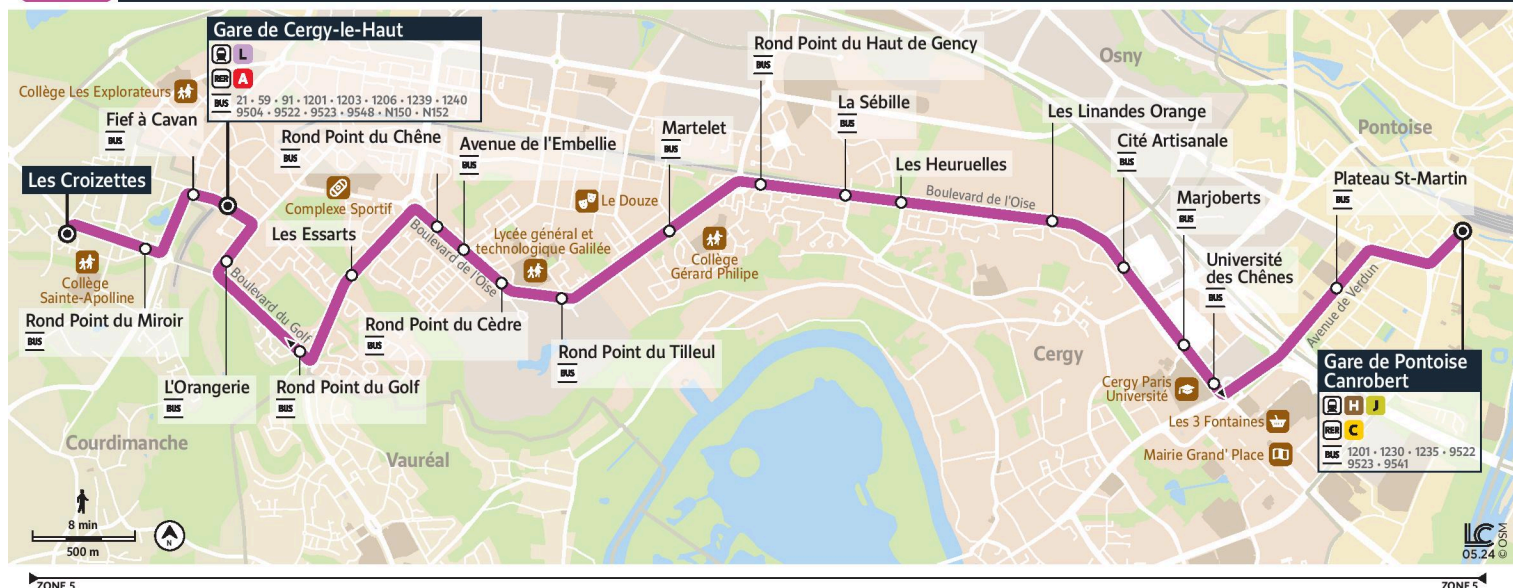 Gare de Cergy-le-Haut
L
RER A
BUS 21 • 59 • 91 • 1201 • 1203 • 1206 • 1239 • 1240
9504 • 9522 • 9523 • 9548 • N150 • N152
Collège Les Explorateurs
Fief à Cavan
BUS
Les Croizettes
Collège
Sainte-Apolline
Rond Point du Miroir
BUS
L'Orangerie
BUS
Boulevard du Golf
Rond Point du Golf
BUS
Les Essarts
Rond Point du Chêne
BUS
Complexe Sportif
Avenue de l'Embellie
BUS
Boulevard de l'Oise
Lycée général et
technologique Galilée
Rond Point du Cèdre
BUS
Le Douze
Rond Point du Tilleul
BUS
Martelet
BUS
Collège
Gérard Philipe
Rond Point du Haut de Gency
BUS
La Sébille
BUS
Les Heuruelles
Boulevard de l'Oise
Les Linandes Orange
Cité Artisanale
BUS
Marjoberts
BUS
Université
des Chênes
BUS
Cergy Paris
Université
Les 3 Fontaines
Mairie Grand' Place
Plateau St-Martin
BUS
Avenue de Verdun
Gare de Pontoise
Canrobert
H J
RER C
BUS 1201 • 1230 • 1235 • 9522
9523 • 9541
Osny
Pontoise
Cergy
Courdimanche
Vauréal
8 min
500 m
N
LC
05.24 © OSM
ZONE 5
ZONE 5